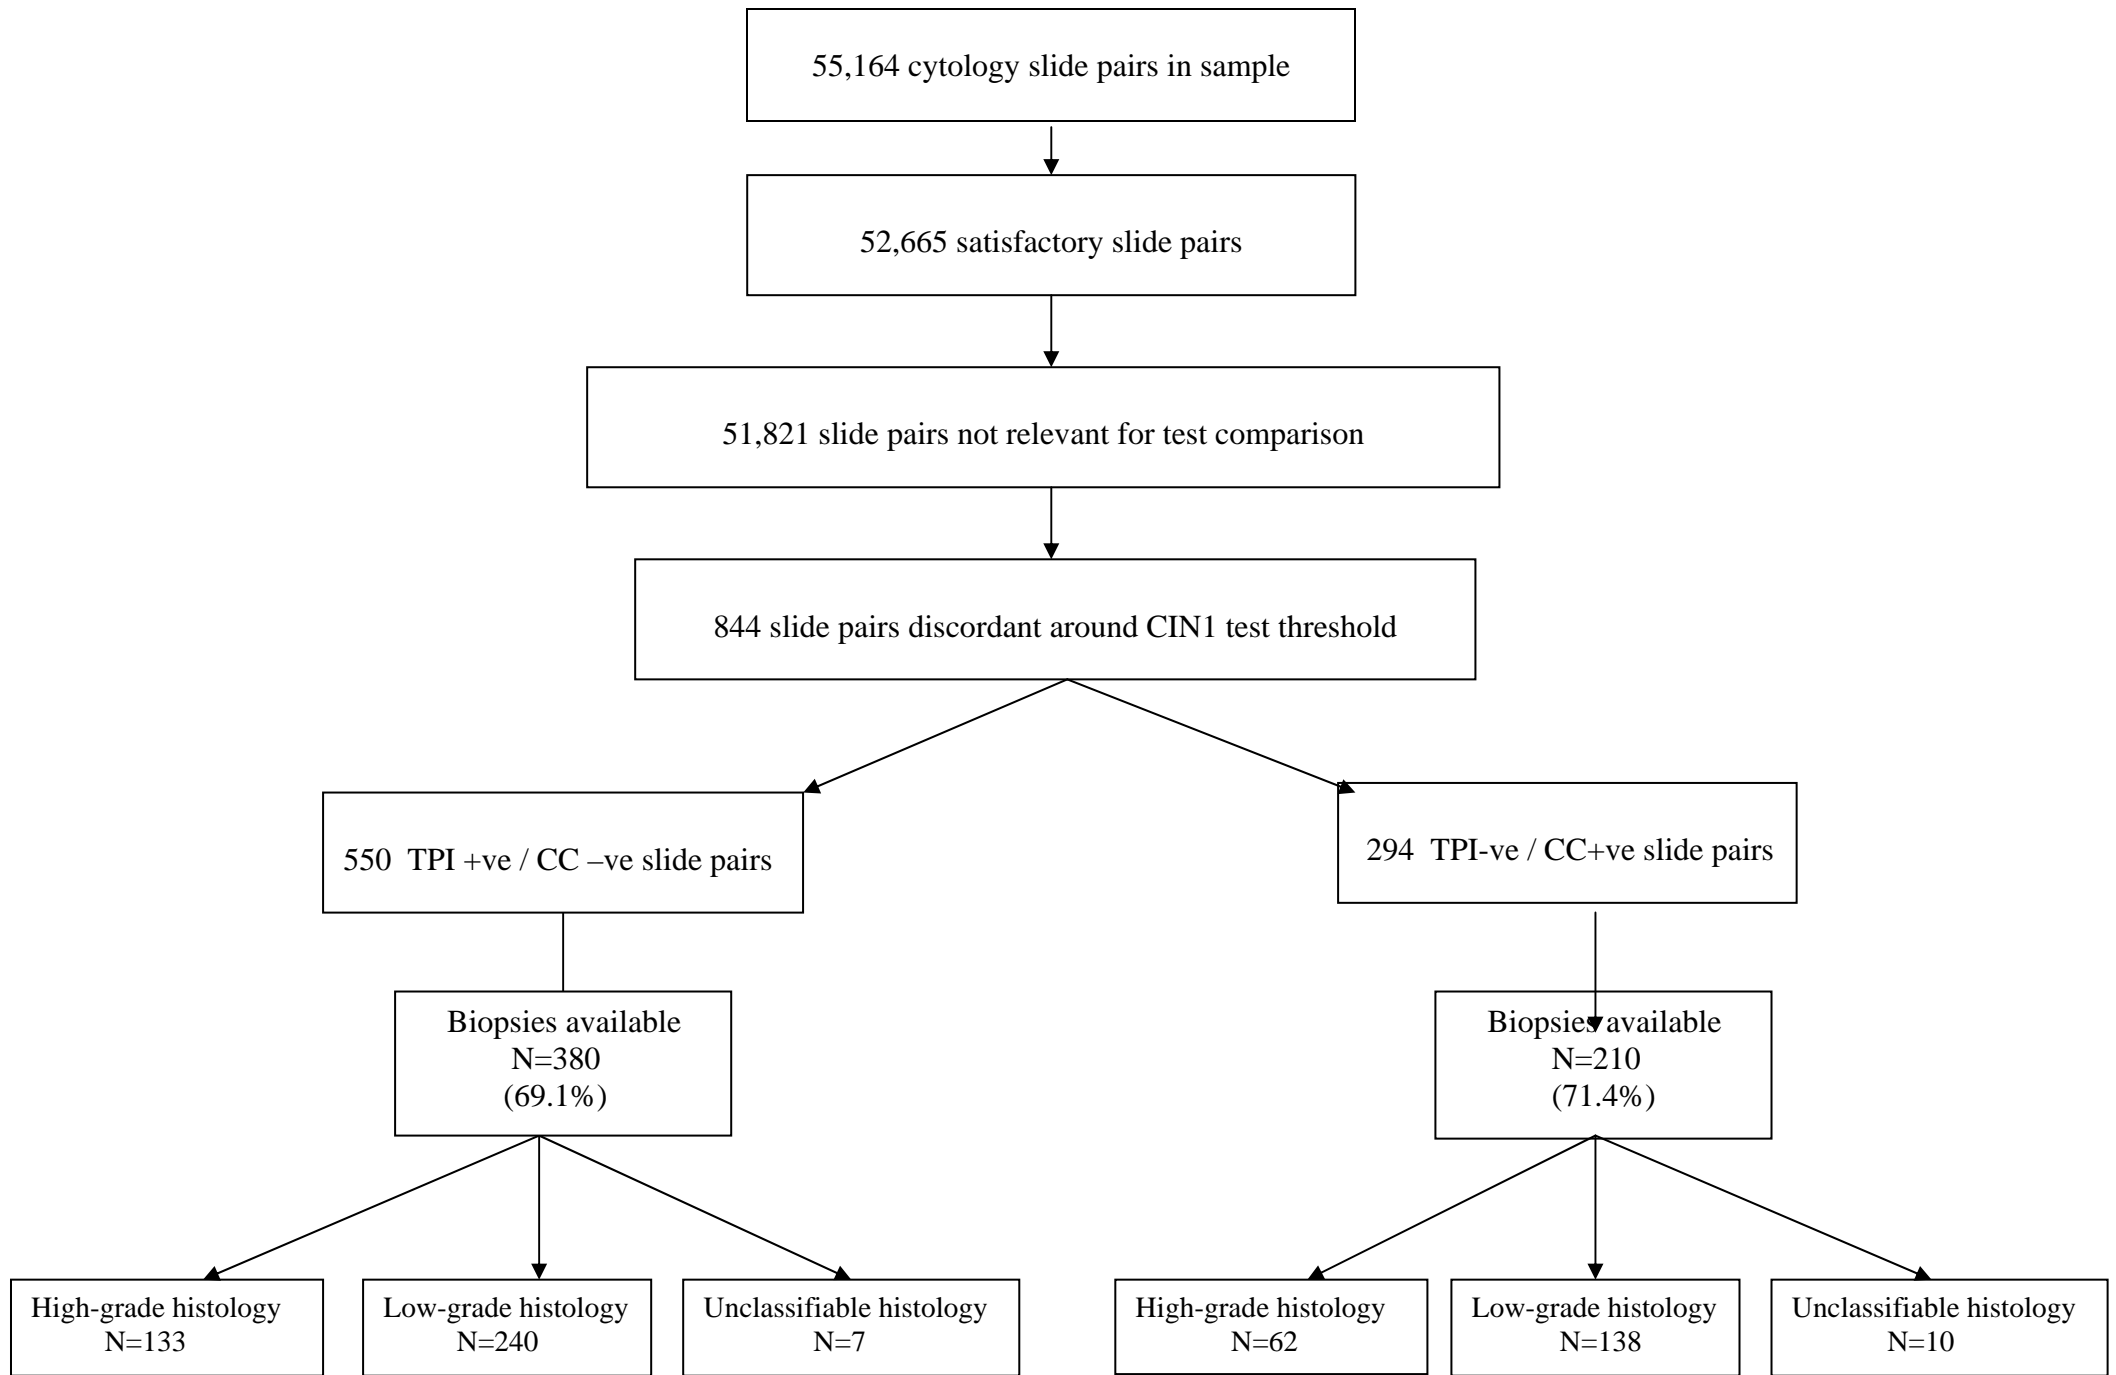 55,164 cytology slide pairs in sample
52,665 satisfactory slide pairs
51,821 slide pairs not relevant for test comparison
844 slide pairs discordant around CIN1 test threshold
550 TPI +ve / CC –ve slide pairs
294 TPI-ve / CC+ve slide pairs
Biopsies available
N=380
(69.1%)
Biopsies available
N=210
(71.4%)
High-grade histology
N=133
Low-grade histology
N=240
Unclassifiable histology
N=7
High-grade histology
N=62
Low-grade histology
N=138
Unclassifiable histology
N=10